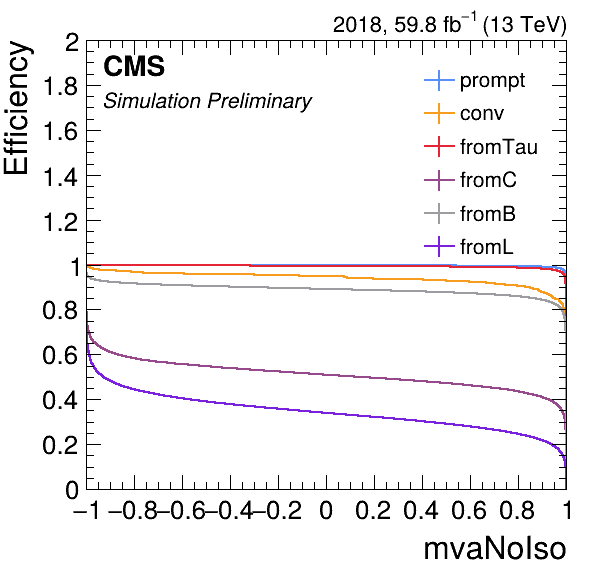 2018, 59.8 fb−1 (13 TeV)
CMS
Simulation Preliminary
Efficiency
prompt
conv
fromTau
fromC
fromB
fromL
2
1.8
1.6
1.4
1.2
1
0.8
0.6
0.4
0.2
0
−1 −0.8 −0.6 −0.4 −0.2 0 0.2 0.4 0.6 0.8 1
mvaNoIso